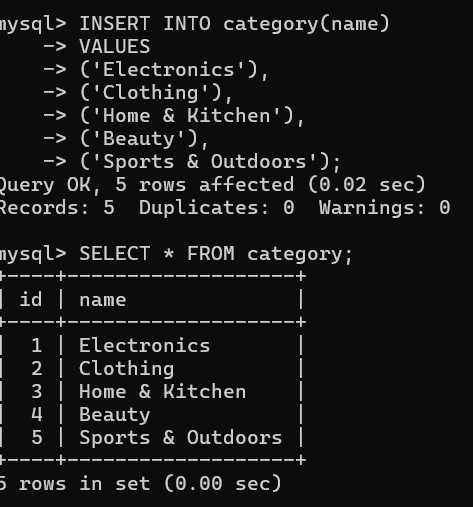 mysql> INSERT INTO category(name)
    -> VALUES
    -> ('Electronics'),
    -> ('Clothing'),
    -> ('Home & Kitchen'),
    -> ('Beauty'),
    -> ('Sports & Outdoors');
Query OK, 5 rows affected (0.02 sec)
Records: 5  Duplicates: 0  Warnings: 0

mysql> SELECT * FROM category;
+----+-------------------+
| id | name              |
+----+-------------------+
|  1 | Electronics       |
|  2 | Clothing          |
|  3 | Home & Kitchen    |
|  4 | Beauty            |
|  5 | Sports & Outdoors |
+----+-------------------+
5 rows in set (0.00 sec)